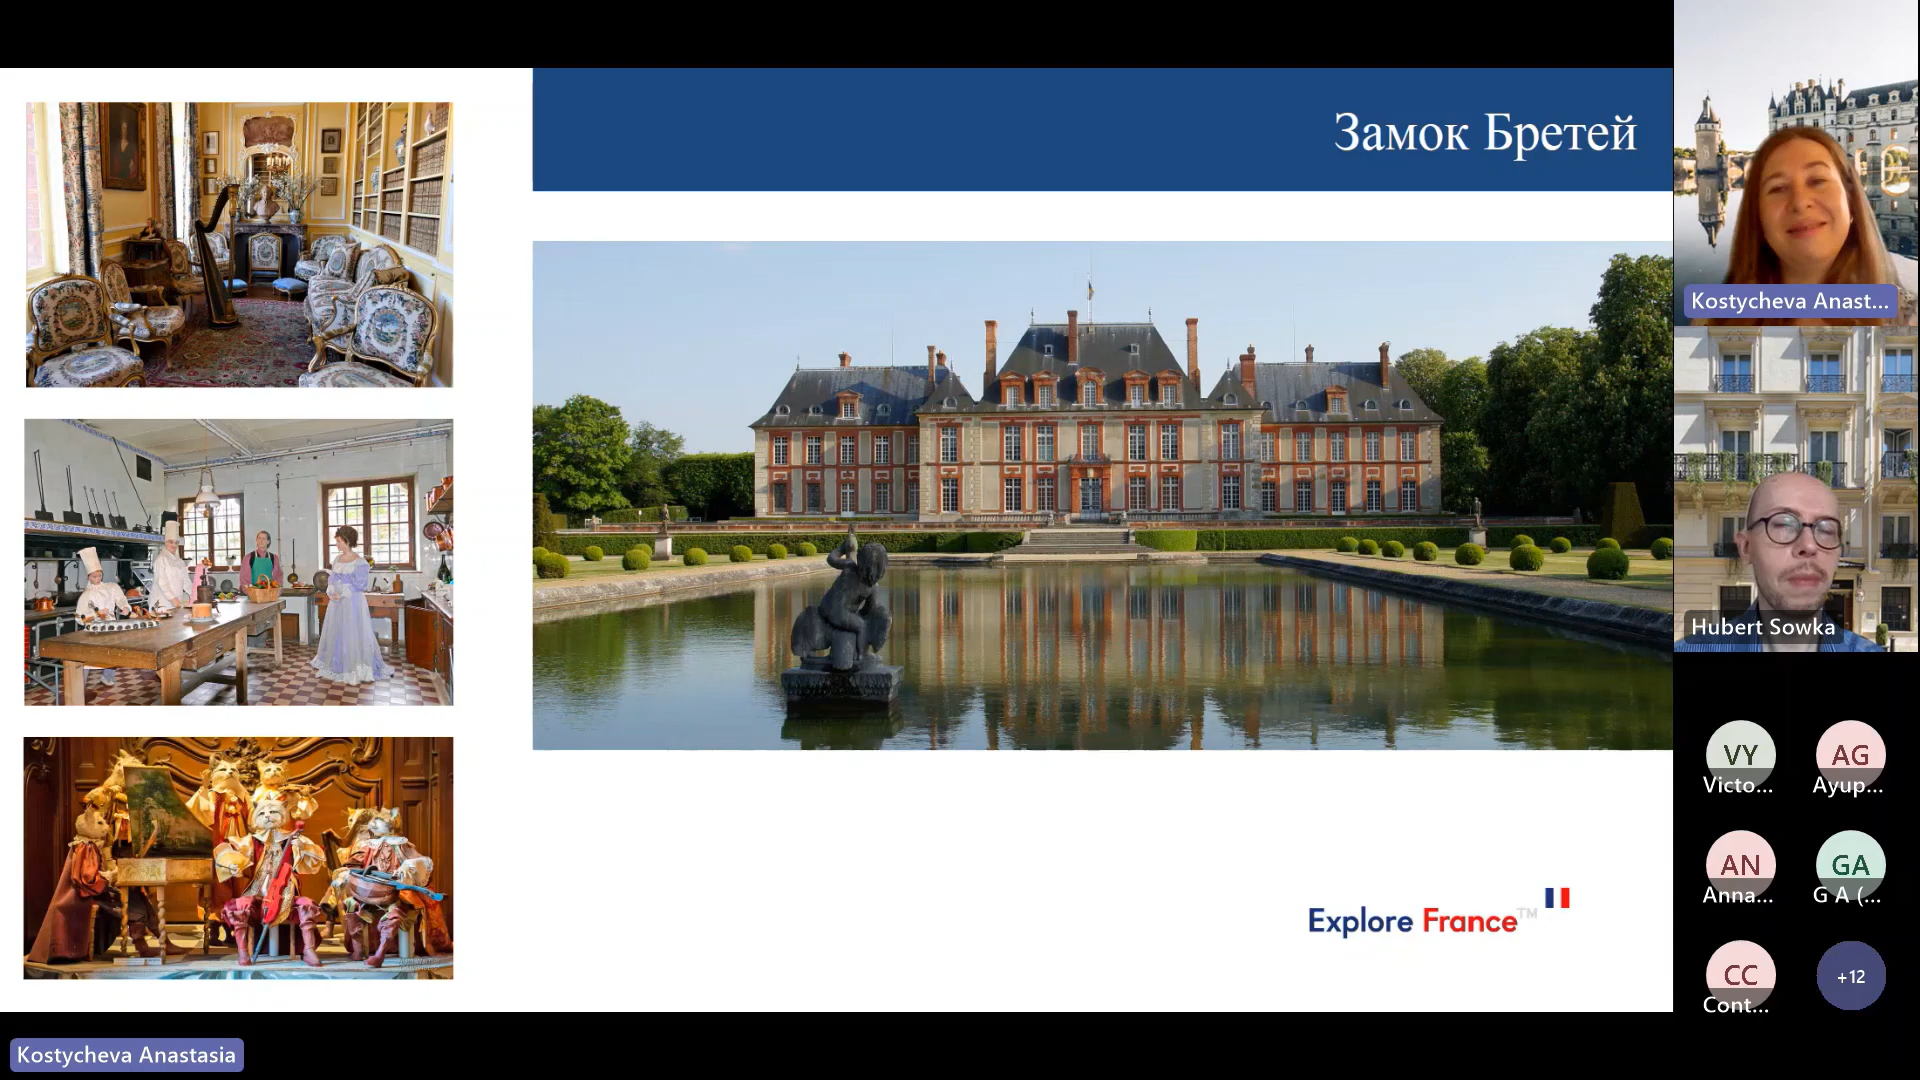 Замок Бретей
Explore France™
Kostycheva Anast...
Hubert Sowka
VY
Victo...
AG
Ayup...
AN
Anna...
GA
G A (...
CC
Cont...
+12
Kostycheva Anastasia